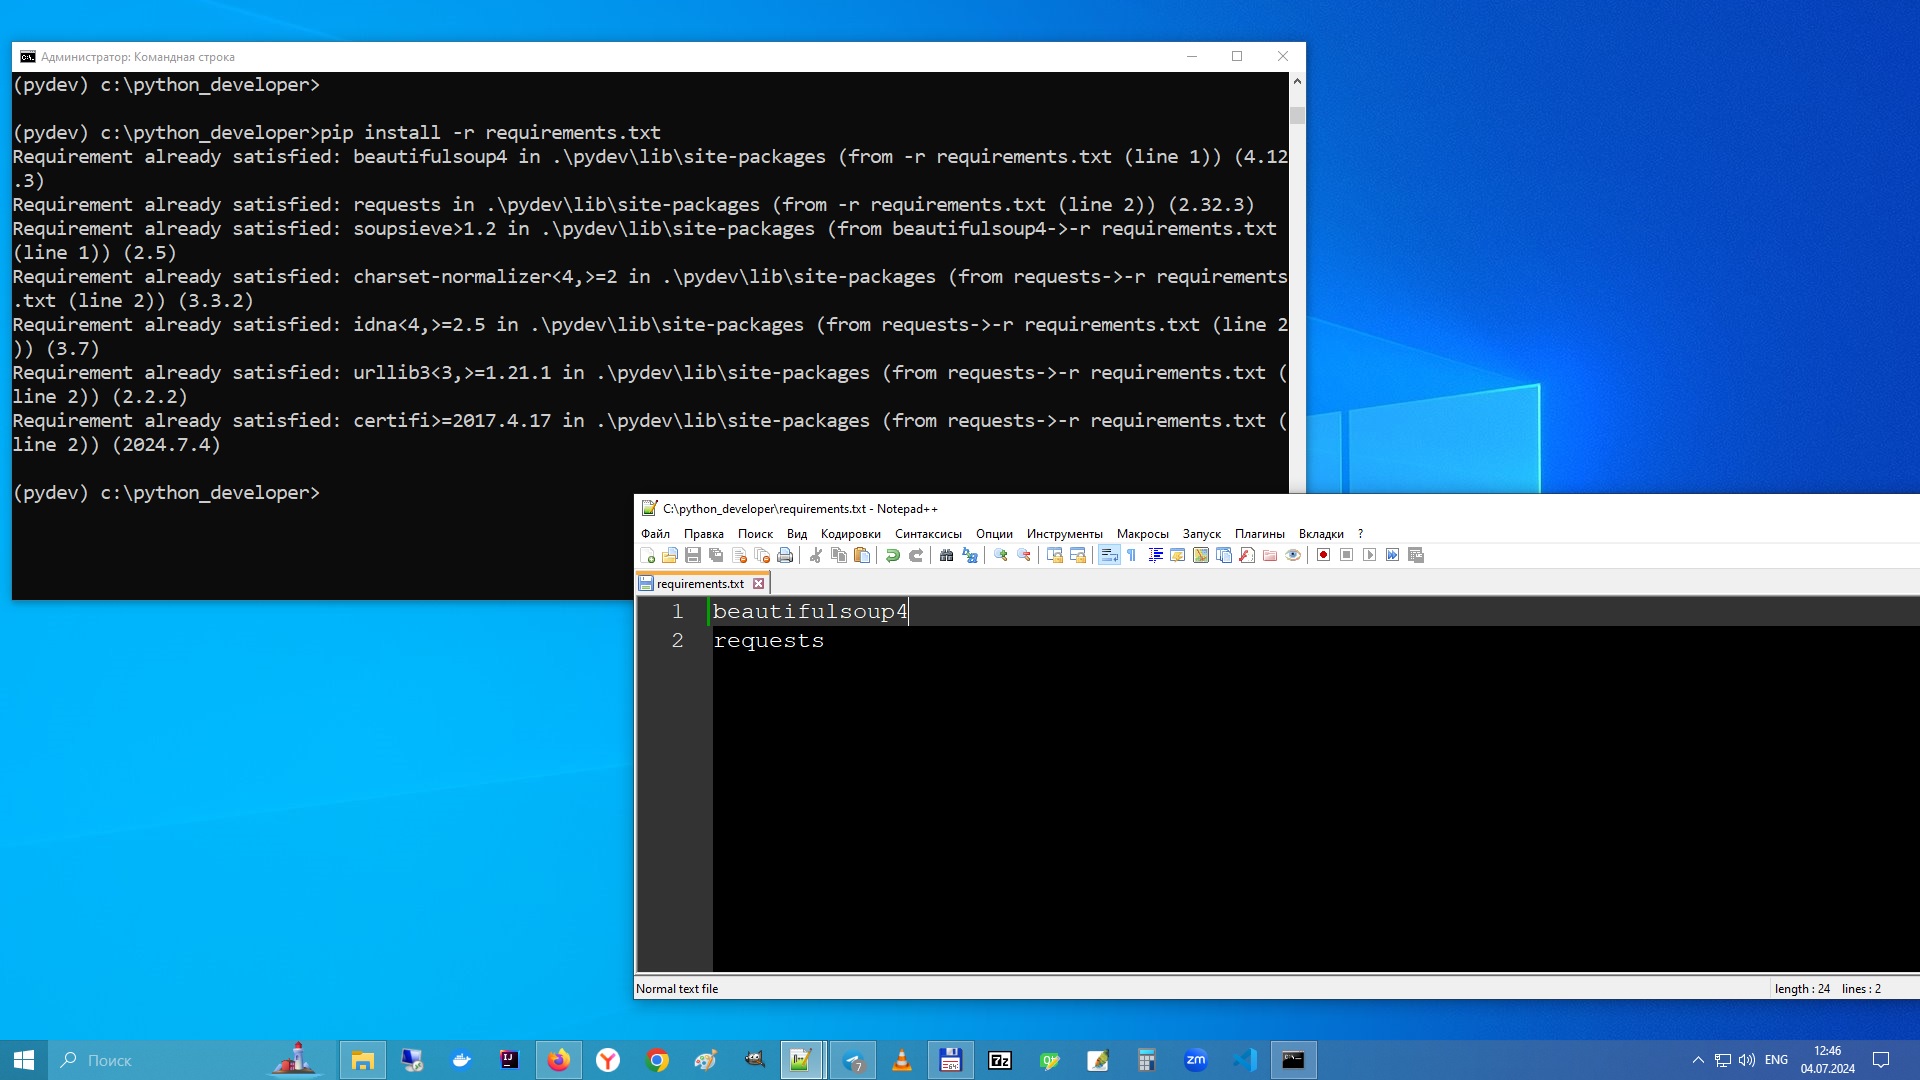 Администратор: Командная строка
(pydev) c:\python_developer>
(pydev) c:\python_developer>pip install -r requirements.txt
Requirement already satisfied: beautifulsoup4 in .\pydev\lib\site-packages (from -r requirements.txt (line 1)) (4.12
.3)
Requirement already satisfied: requests in .\pydev\lib\site-packages (from -r requirements.txt (line 2)) (2.32.3)
Requirement already satisfied: soupsieve>1.2 in .\pydev\lib\site-packages (from beautifulsoup4->-r requirements.txt
(line 1)) (2.5)
Requirement already satisfied: charset-normalizer<4,>=2 in .\pydev\lib\site-packages (from requests->-r requirements
.txt (line 2)) (3.3.2)
Requirement already satisfied: idna<4,>=2.5 in .\pydev\lib\site-packages (from requests->-r requirements.txt (line 2
)) (3.7)
Requirement already satisfied: urllib3<3,>=1.21.1 in .\pydev\lib\site-packages (from requests->-r requirements.txt (
line 2)) (2.2.2)
Requirement already satisfied: certifi>=2017.4.17 in .\pydev\lib\site-packages (from requests->-r requirements.txt (
line 2)) (2024.7.4)
(pydev) c:\python_developer>
C:\python_developer\requirements.txt - Notepad++
Файл Правка Поиск Вид Кодировки Синтаксисы Опции Инструменты Макросы Запуск Плагины Вкладки ?
requirements.txt
1 beautifulsoup4
2 requests
Normal text file length : 24 lines : 2
Поиск
ENG
12:46
04.07.2024